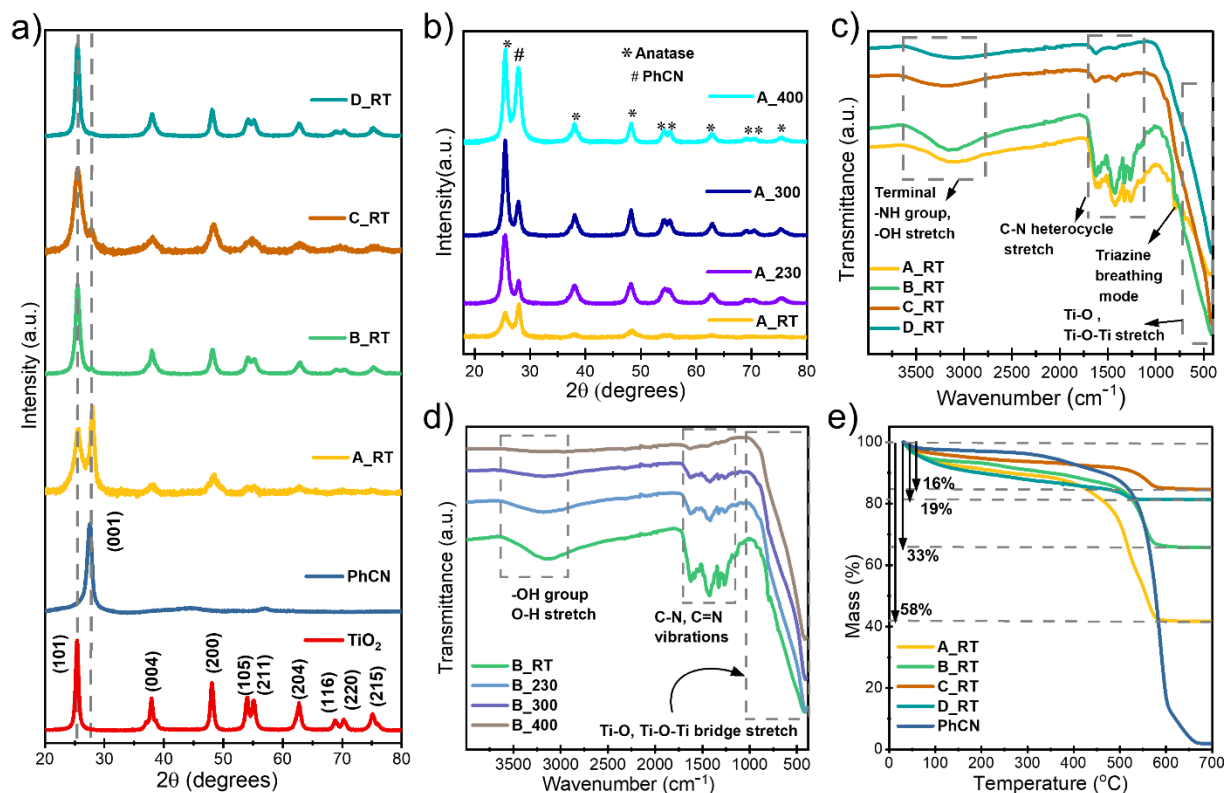 a)
Intensity (a.u.)
D_RT
C_RT
B_RT
A_RT
(001)
PhCN
TiO₂
(101)
(004)
(200)
(105)
(211)
(204)
(116)
(220)
(215)
20 30 40 50 60 70 80
2θ (degrees)
b)
Intensity(a.u.)
*
#
* Anatase
# PhCN
A_400
* * ** * ** *
A_300
A_230
A_RT
20 30 40 50 60 70 80
2θ (degrees)
c)
Transmittance (a.u.)
Terminal
-NH group,
-OH stretch
C-N heterocycle
stretch
Triazine
breathing
mode
Ti-O ,
Ti-O-Ti stretch
A_RT
B_RT
C_RT
D_RT
3500 3000 2500 2000 1500 1000 500
Wavenumber (cm⁻¹)
d)
Transmittance (a.u.)
-OH group
O-H stretch
C-N, C=N
vibrations
B_RT
B_230
B_300
B_400
Ti-O, Ti-O-Ti bridge stretch
4000 3500 3000 2500 2000 1500 1000 500
Wavenumber (cm⁻¹)
e)
Mass (%)
100
80
60
40
20
0
16%
19%
33%
58%
A_RT
B_RT
C_RT
D_RT
PhCN
0 100 200 300 400 500 600 700
Temperature (°C)